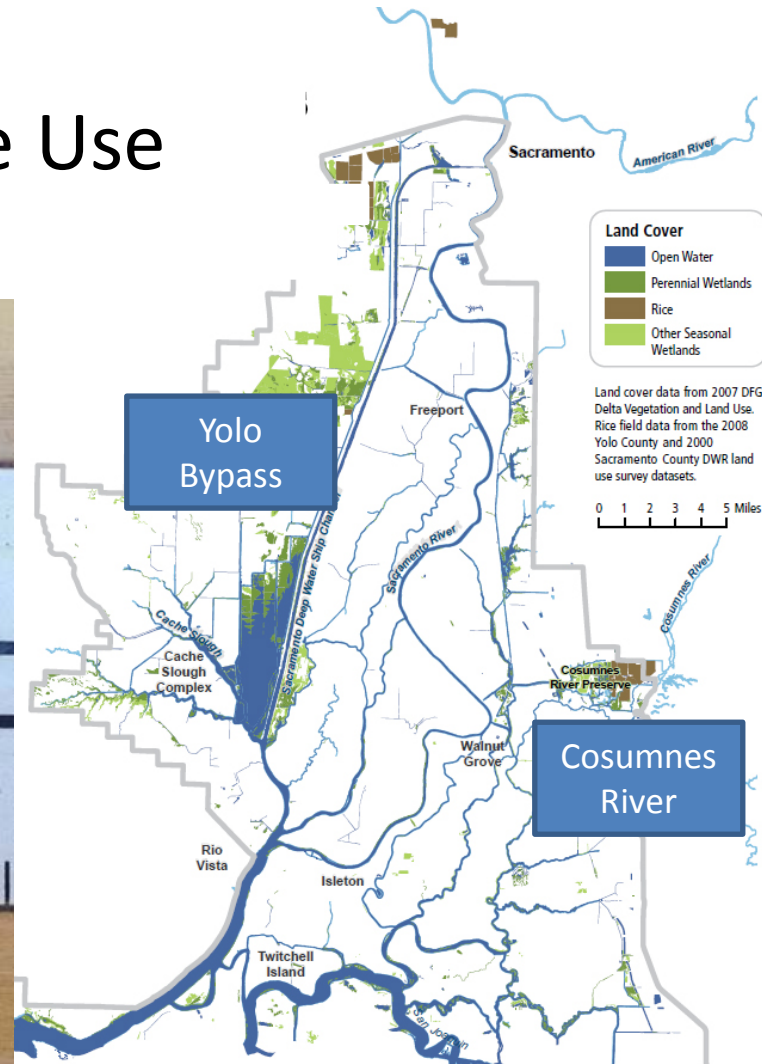 e Use
Sacramento
American River
Land Cover
Open Water
Perennial Wetlands
Rice
Other Seasonal
Wetlands
Land cover data from 2007 DFG
Delta Vegetation and Land Use.
Rice field data from the 2008
Yolo County and 2000
Sacramento County DWR land
use survey datasets.
0 1 2 3 4 5 Miles
Freeport
Yolo
Bypass
Sacramento Deep Water Ship Channel
Sacramento River
Cosumnes River
Cache Slough
Cache
Slough
Complex
Cosumnes
River Preserve
Walnut
Grove
Cosumnes
River
Rio
Vista
Isleton
Twitchell
Island
San Joaquin